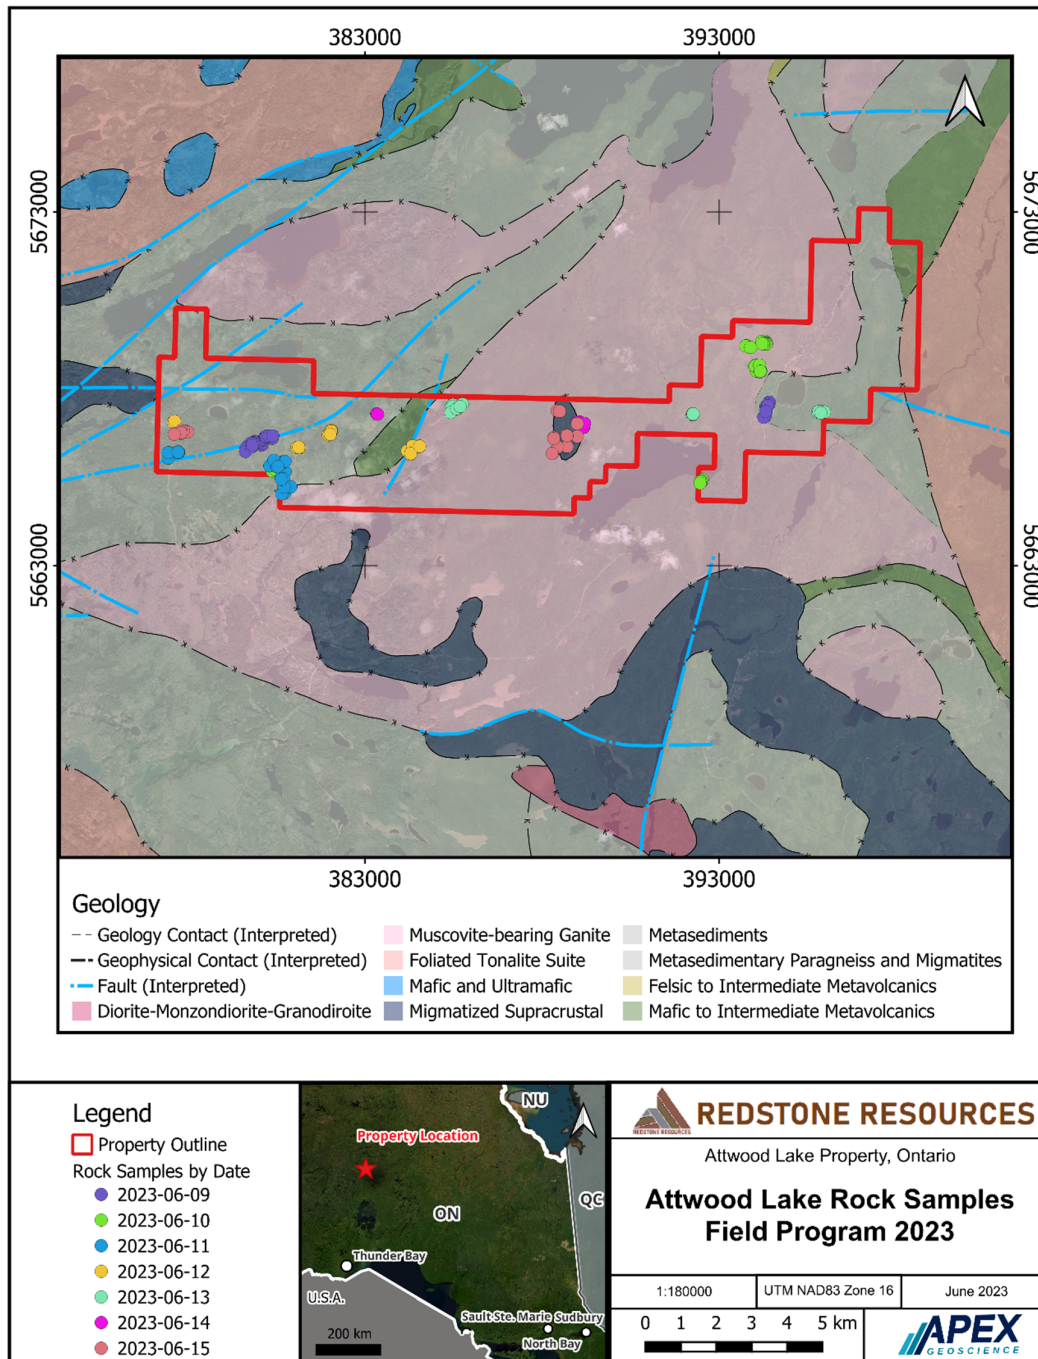 383000
393000
5673000
5673000
5663000
5663000
383000
393000
Geology
Geology Contact (Interpreted)
Geophysical Contact (Interpreted)
Fault (Interpreted)
Diorite-Monzondiorite-Granodiroite
Muscovite-bearing Ganite
Foliated Tonalite Suite
Mafic and Ultramafic
Migmatized Supracrustal
Metasediments
Metasedimentary Paragneiss and Migmatites
Felsic to Intermediate Metavolcanics
Mafic to Intermediate Metavolcanics
Legend
Property Outline
Rock Samples by Date
2023-06-09
2023-06-10
2023-06-11
2023-06-12
2023-06-13
2023-06-14
2023-06-15
NU
Property Location
QC
ON
Thunder Bay
U.S.A.
Sault Ste. Marie Sudbury
North Bay
200 km
REDSTONE RESOURCES
REDSTONE RESOURCES
Attwood Lake Property, Ontario
Attwood Lake Rock Samples
Field Program 2023
1:180000
UTM NAD83 Zone 16
June 2023
0 1 2 3 4 5 km
APEX
GEOSCIENCE